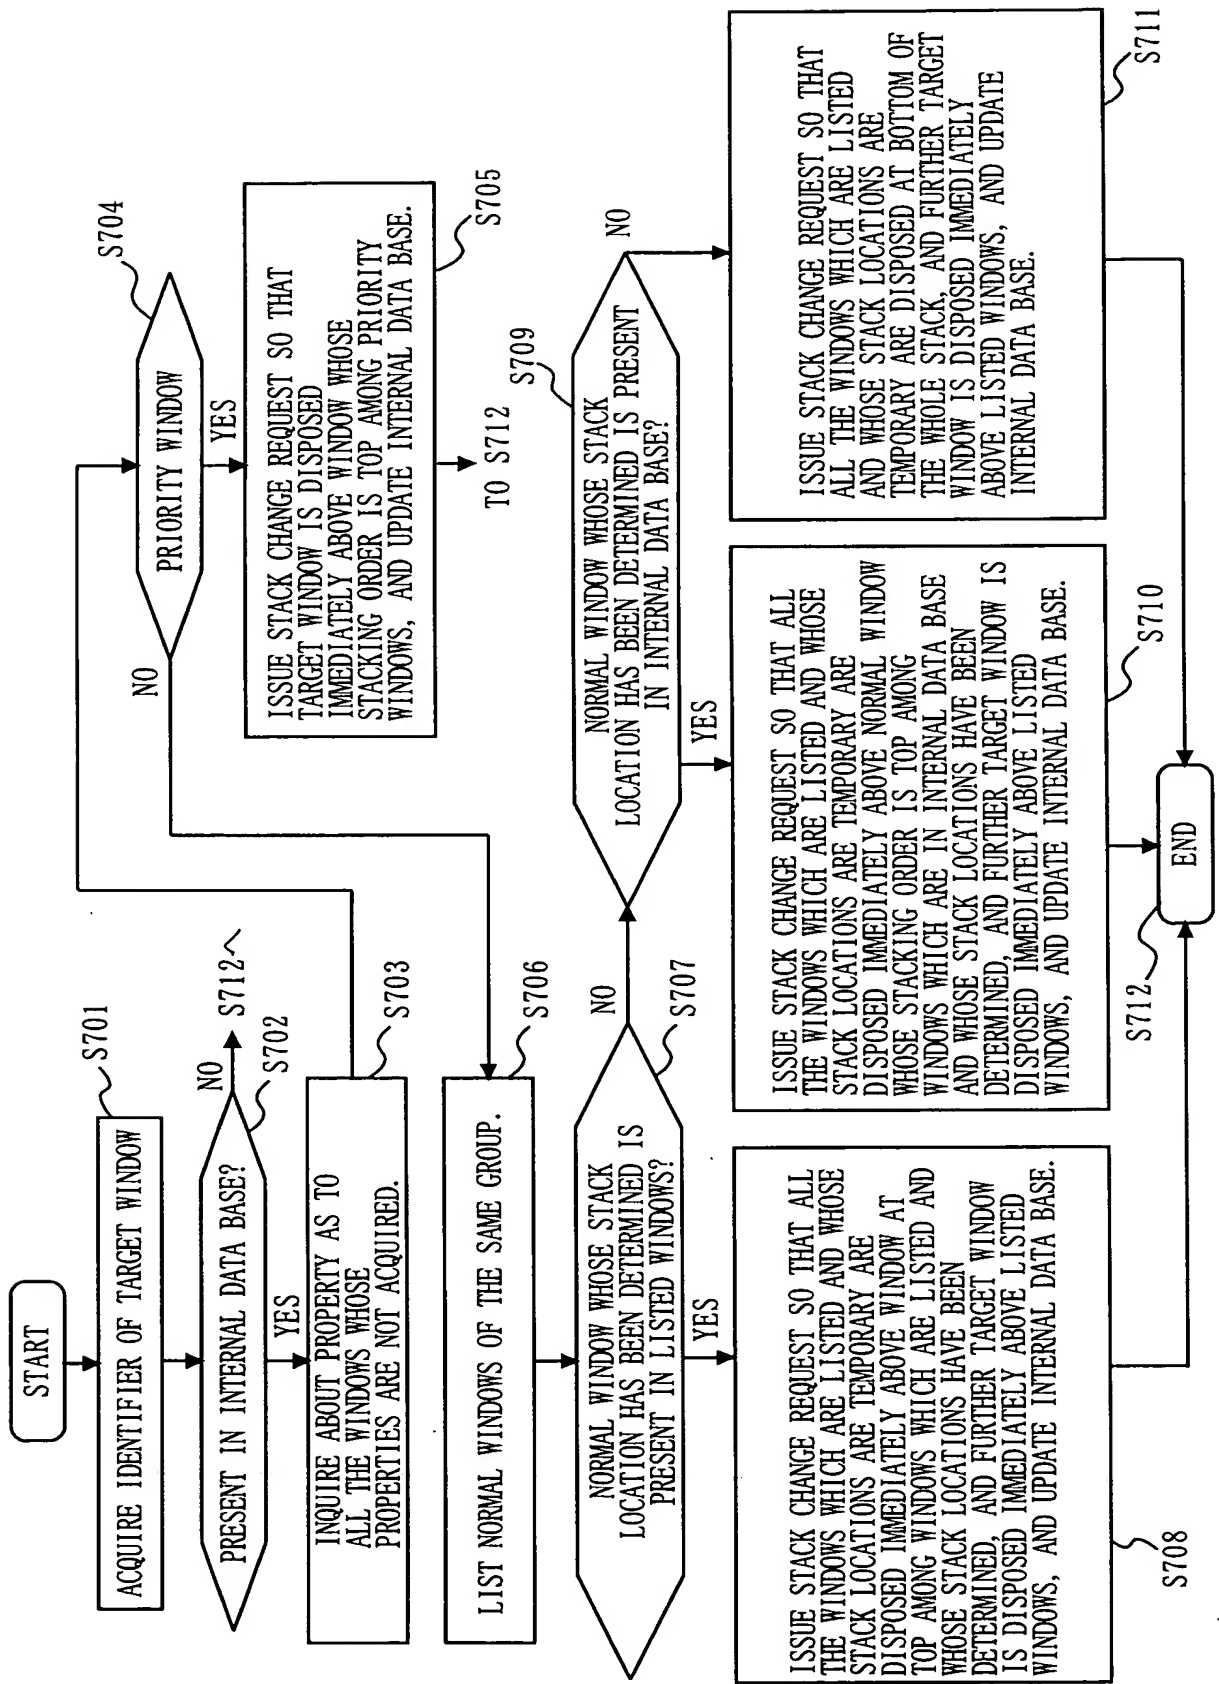 START
S701
ACQUIRE IDENTIFIER OF TARGET WINDOW
NO
S712
S702
PRESENT IN INTERNAL DATA BASE?
YES
S703
INQUIRE ABOUT PROPERTY AS TO
ALL THE WINDOWS WHOSE
PROPERTIES ARE NOT ACQUIRED.
S704
PRIORITY WINDOW
NO
YES
ISSUE STACK CHANGE REQUEST SO THAT
TARGET WINDOW IS DISPOSED
IMMEDIATELY ABOVE WINDOW WHOSE
STACKING ORDER IS TOP AMONG PRIORITY
WINDOWS, AND UPDATE INTERNAL DATA BASE.
S705
TO S712
S706
LIST NORMAL WINDOWS OF THE SAME GROUP.
S707
NORMAL WINDOW WHOSE STACK
LOCATION HAS BEEN DETERMINED IS
PRESENT IN LISTED WINDOWS?
NO
YES
ISSUE STACK CHANGE REQUEST SO THAT ALL
THE WINDOWS WHICH ARE LISTED AND WHOSE
STACK LOCATIONS ARE TEMPORARY ARE
DISPOSED IMMEDIATELY ABOVE WINDOW AT
TOP AMONG WINDOWS WHICH ARE LISTED AND
WHOSE STACK LOCATIONS HAVE BEEN
DETERMINED, AND FURTHER TARGET WINDOW
IS DISPOSED IMMEDIATELY ABOVE LISTED
WINDOWS, AND UPDATE INTERNAL DATA BASE.
S708
S709
NORMAL WINDOW WHOSE STACK
LOCATION HAS BEEN DETERMINED IS PRESENT
IN INTERNAL DATA BASE?
NO
YES
ISSUE STACK CHANGE REQUEST SO THAT ALL
THE WINDOWS WHICH ARE LISTED AND WHOSE
STACK LOCATIONS ARE TEMPORARY ARE
DISPOSED IMMEDIATELY ABOVE NORMAL WINDOW
WHOSE STACKING ORDER IS TOP AMONG
WINDOWS WHICH ARE IN INTERNAL DATA BASE
AND WHOSE STACK LOCATIONS HAVE BEEN
DETERMINED, AND FURTHER TARGET WINDOW IS
DISPOSED IMMEDIATELY ABOVE LISTED
WINDOWS, AND UPDATE INTERNAL DATA BASE.
S710
ISSUE STACK CHANGE REQUEST SO THAT
ALL THE WINDOWS WHICH ARE LISTED
AND WHOSE STACK LOCATIONS ARE
TEMPORARY ARE DISPOSED AT BOTTOM OF
THE WHOLE STACK, AND FURTHER TARGET
WINDOW IS DISPOSED IMMEDIATELY
ABOVE LISTED WINDOWS, AND UPDATE
INTERNAL DATA BASE.
S711
S712
END